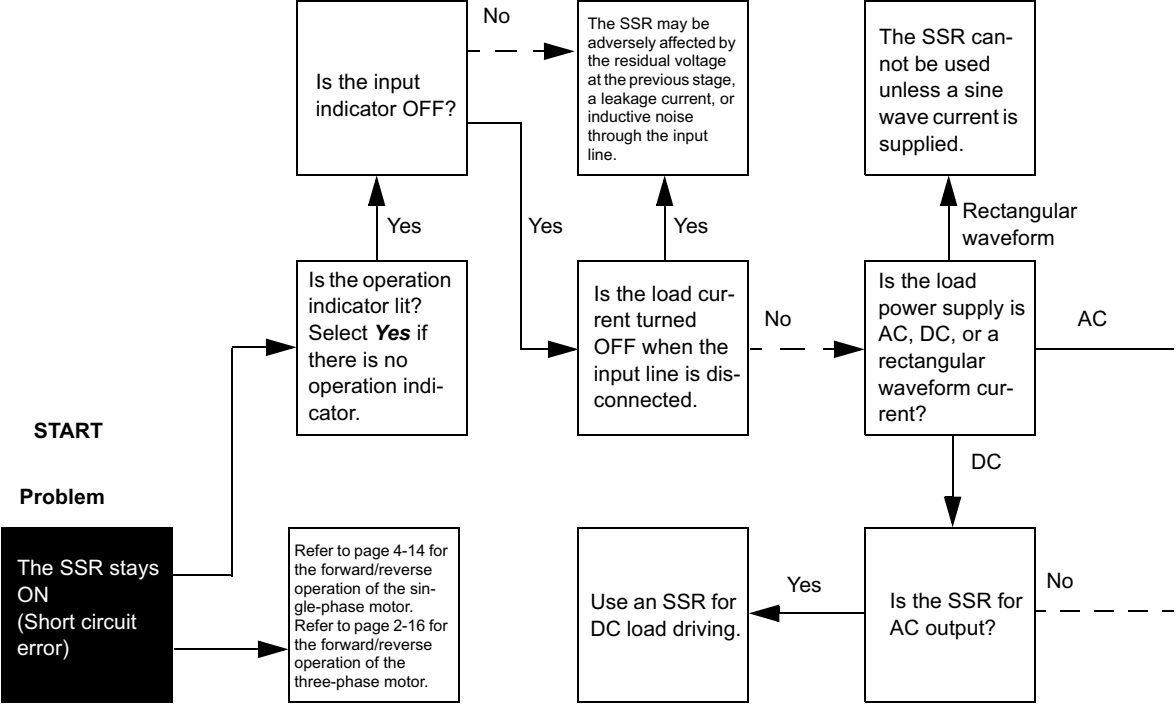 No
Is the input
indicator OFF?
The SSR may be
adversely affected by
the residual voltage
at the previous stage,
a leakage current, or
inductive noise
through the input
line.
The SSR can-
not be used
unless a sine
wave current is
supplied.
Yes
Yes
Yes
Rectangular
waveform
Is the operation
indicator lit?
Select Yes if
there is no
operation indi-
cator.
Is the load cur-
rent turned
OFF when the
input line is dis-
connected.
No
Is the load
power supply is
AC, DC, or a
rectangular
waveform cur-
rent?
AC
START
DC
Problem
The SSR stays
ON
(Short circuit
error)
Refer to page 4-14 for
the forward/reverse
operation of the sin-
gle-phase motor.
Refer to page 2-16 for
the forward/reverse
operation of the
three-phase motor.
Use an SSR for
DC load driving.
Yes
Is the SSR for
AC output?
No